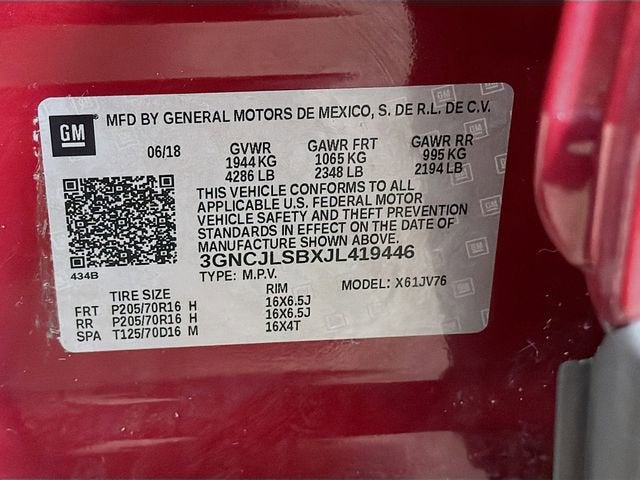 GM MFD BY GENERAL MOTORS DE MEXICO, S. DE R.L. DE C.V.
06/18 GVWR GAWR FRT GAWR RR
1944 KG 1065 KG 995 KG
4286 LB 2348 LB 2194 LB
THIS VEHICLE CONFORMS TO ALL
APPLICABLE U.S. FEDERAL MOTOR
VEHICLE SAFETY AND THEFT PREVENTION
STANDARDS IN EFFECT ON THE DATE OF
MANUFACTURE SHOWN ABOVE.
3GNCJLSBXJL419446
434B
TYPE: M.P.V. MODEL: X61JV76
TIRE SIZE RIM
FRT P205/70R16 H 16X6.5J
RR P205/70R16 H 16X6.5J
SPA T125/70D16 M 16X4T